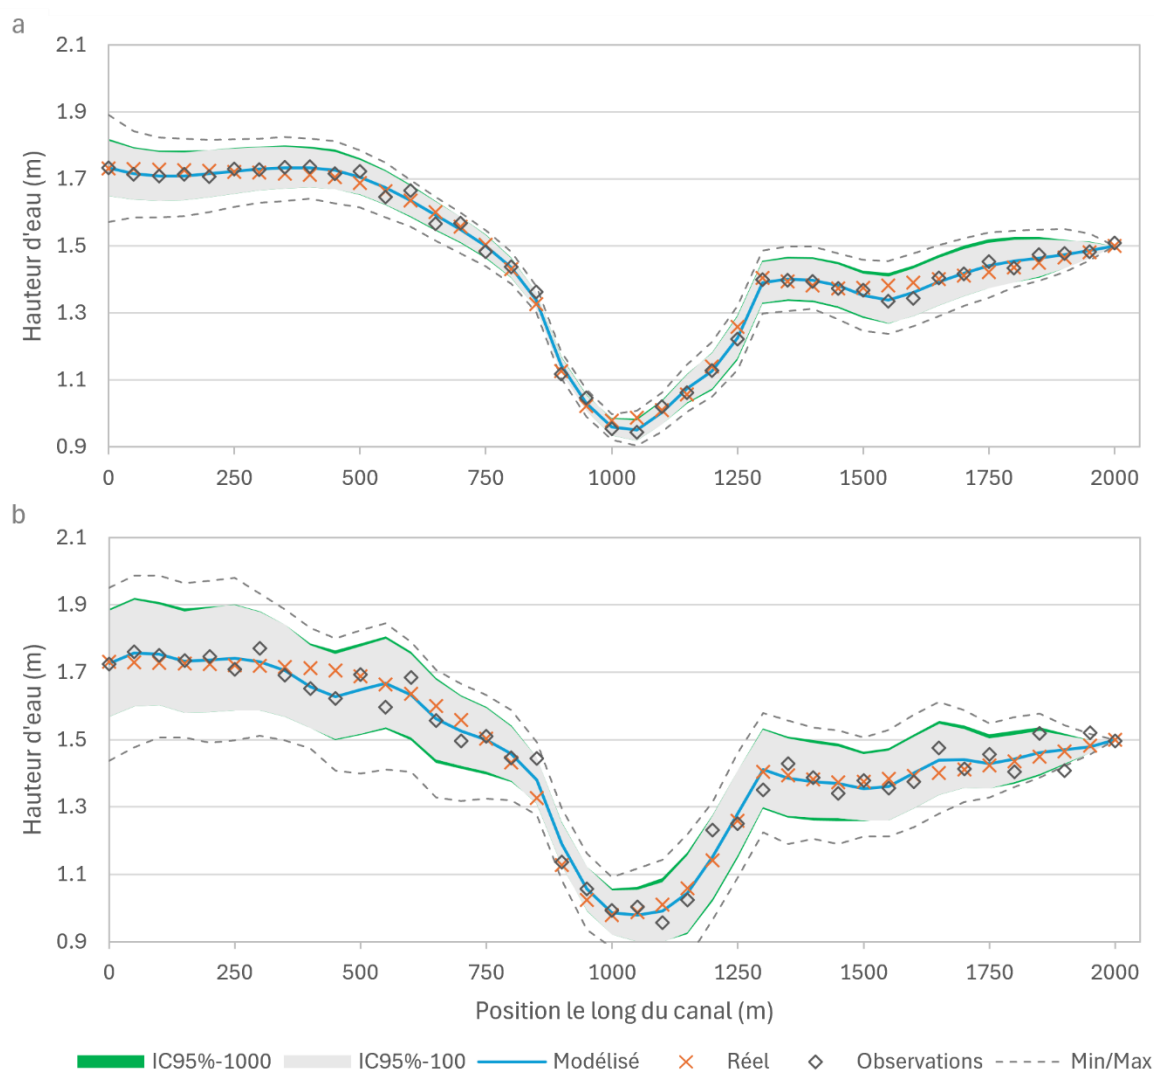 a
Hauteur d'eau (m)
2.1
1.9
1.7
1.5
1.3
1.1
0.9
0 250 500 750 1000 1250 1500 1750 2000
b
Hauteur d'eau (m)
2.1
1.9
1.7
1.5
1.3
1.1
0.9
0 250 500 750 1000 1250 1500 1750 2000
Position le long du canal (m)
IC95%-1000 IC95%-100 Modélisé Réel Observations Min/Max